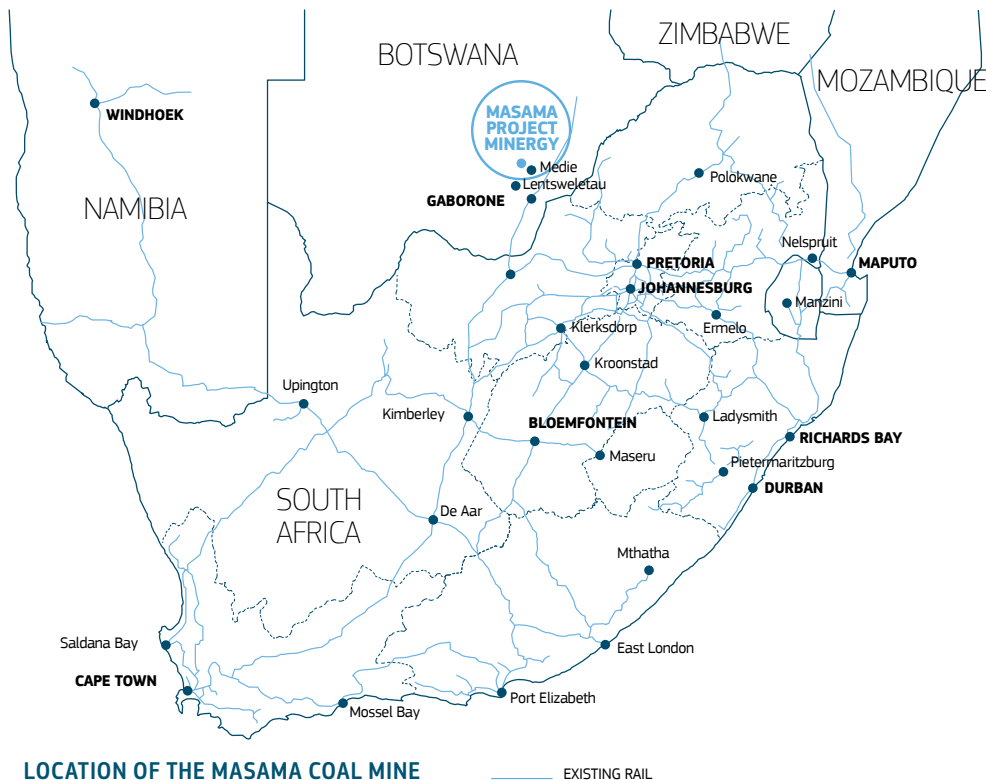 ZIMBABWE
BOTSWANA
MOZAMBIQUE
WINDHOEK
MASAMA
PROJECT
MINERGY
Medie
Lentsweletau
Polokwane
GABORONE
NAMIBIA
Nelspruit
PRETORIA
MAPUTO
JOHANNESBURG
Manzini
Klerksdorp
Ermelo
Kroonstad
Upington
Kimberley
BLOEMFONTEIN
Ladysmith
RICHARDS BAY
Maseru
Pietermaritzburg
DURBAN
SOUTH
AFRICA
De Aar
Mthatha
Saldana Bay
East London
CAPE TOWN
Port Elizabeth
Mossel Bay
LOCATION OF THE MASAMA COAL MINE
EXISTING RAIL